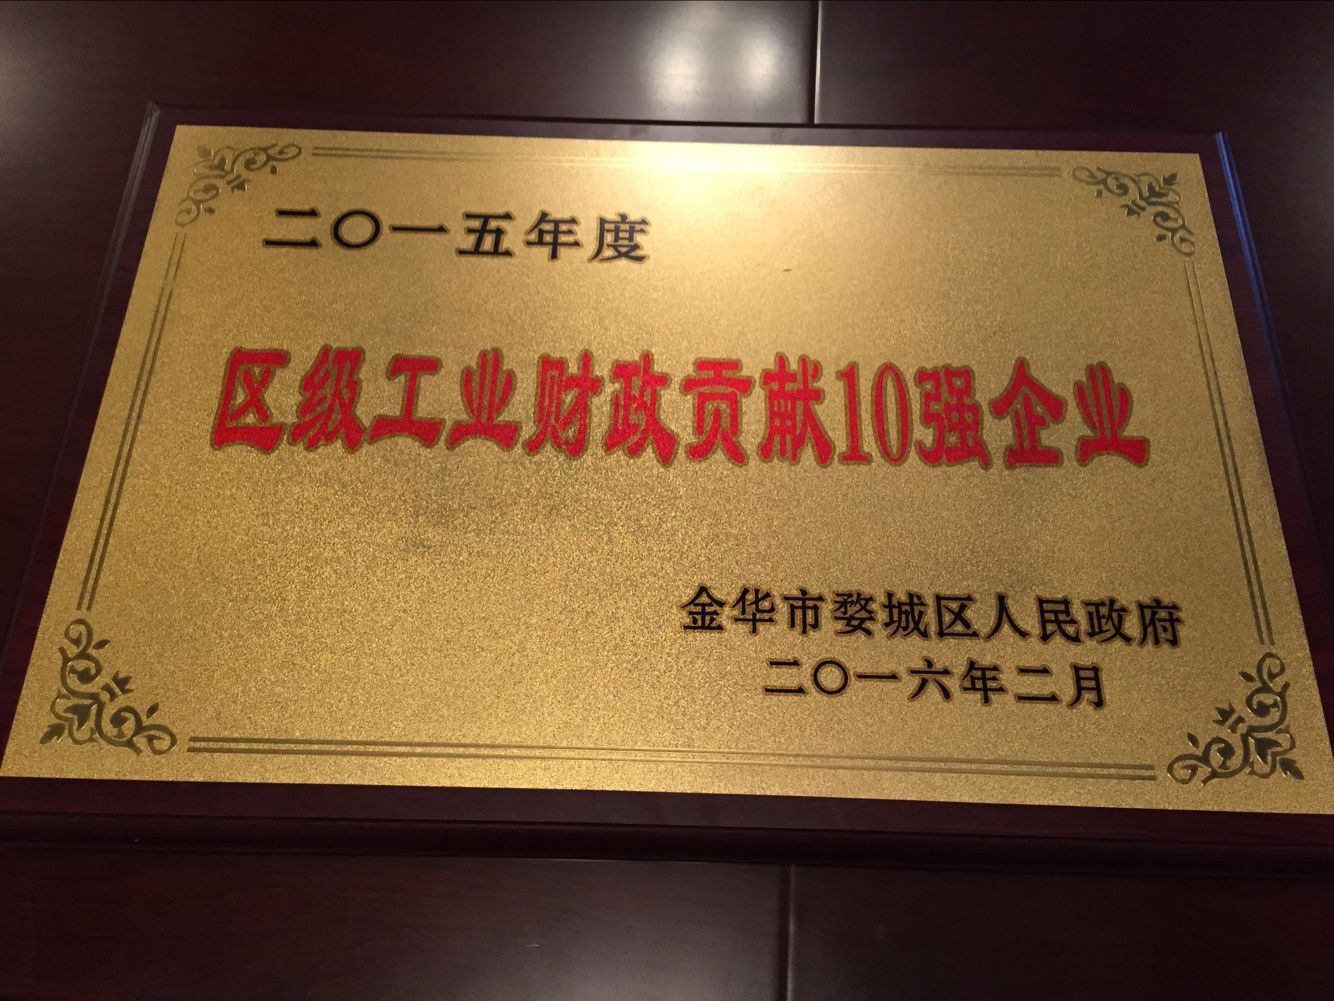 二〇一五年度
区级工业财政贡献10强企业
金华市婺城区人民政府
二〇一六年二月